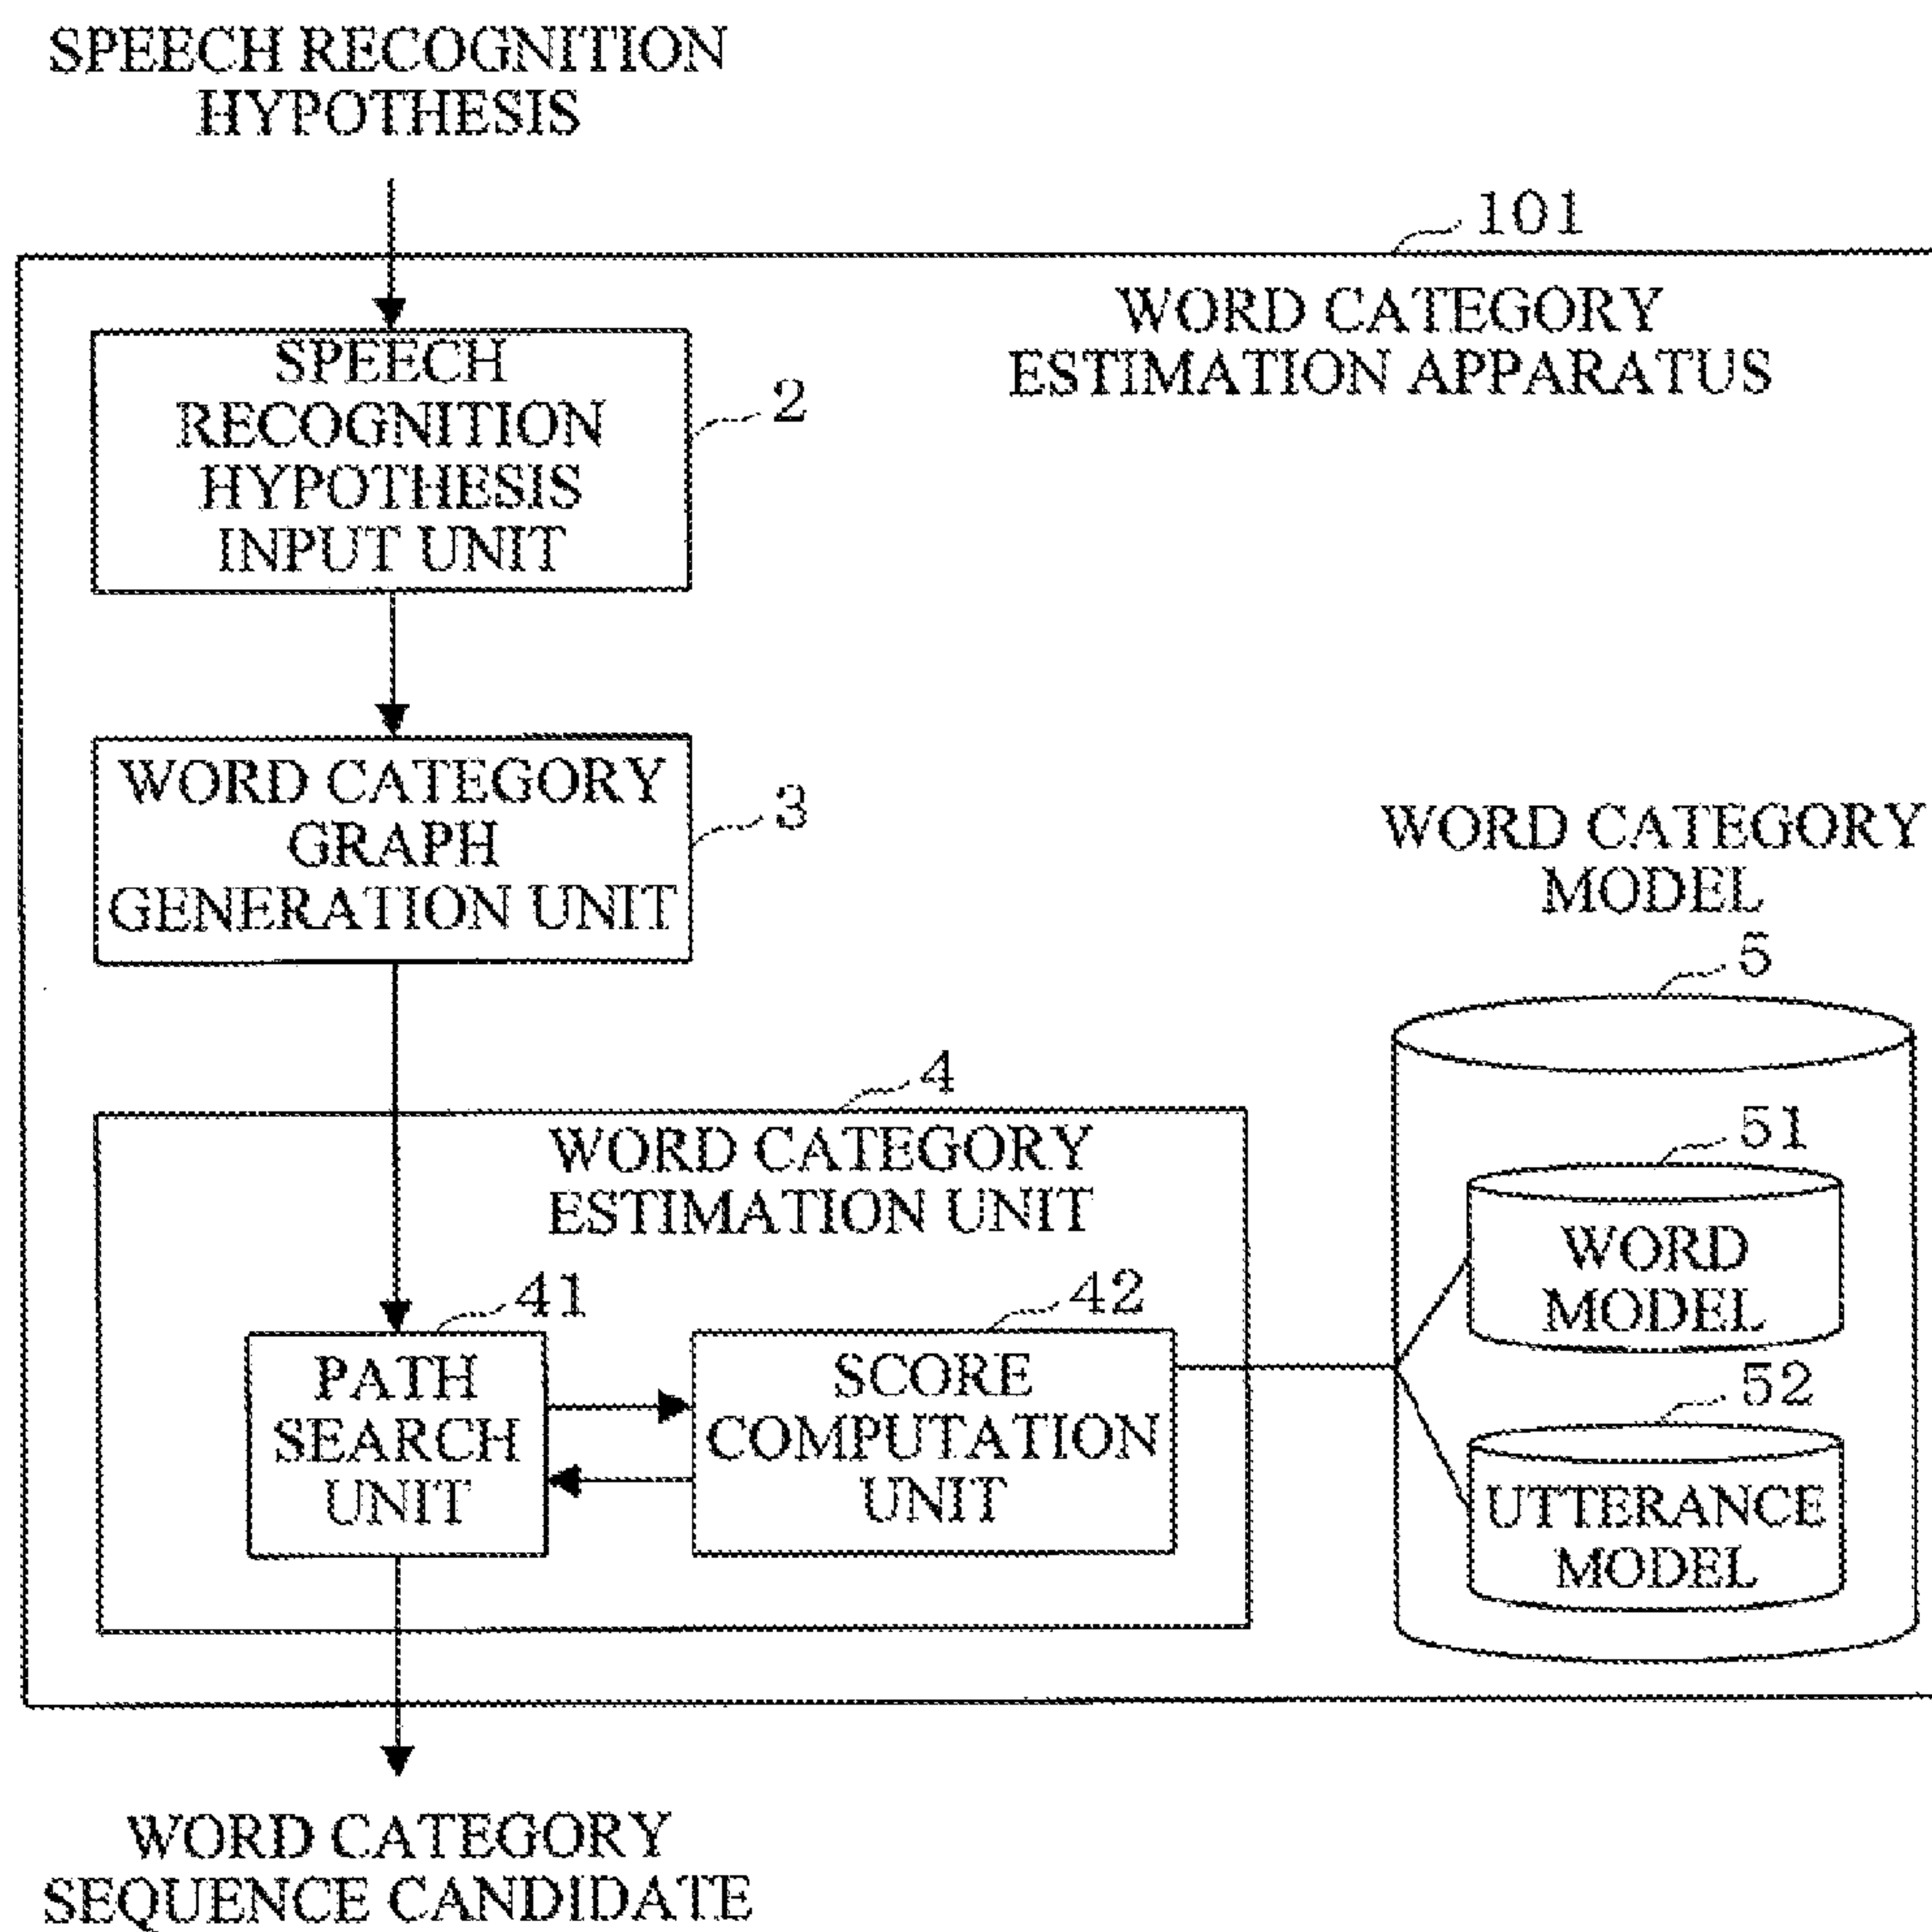 SPEECH RECOGNITION
HYPOTHESIS
101
WORD CATEGORY
ESTIMATION APPARATUS
SPEECH
RECOGNITION
HYPOTHESIS
INPUT UNIT
2
WORD CATEGORY
GRAPH
GENERATION UNIT
3
WORD CATEGORY
MODEL
5
4
WORD CATEGORY
ESTIMATION UNIT
41
PATH
SEARCH
UNIT
42
SCORE
COMPUTATION
UNIT
51
WORD
MODEL
52
UTTERANCE
MODEL
WORD CATEGORY
SEQUENCE CANDIDATE